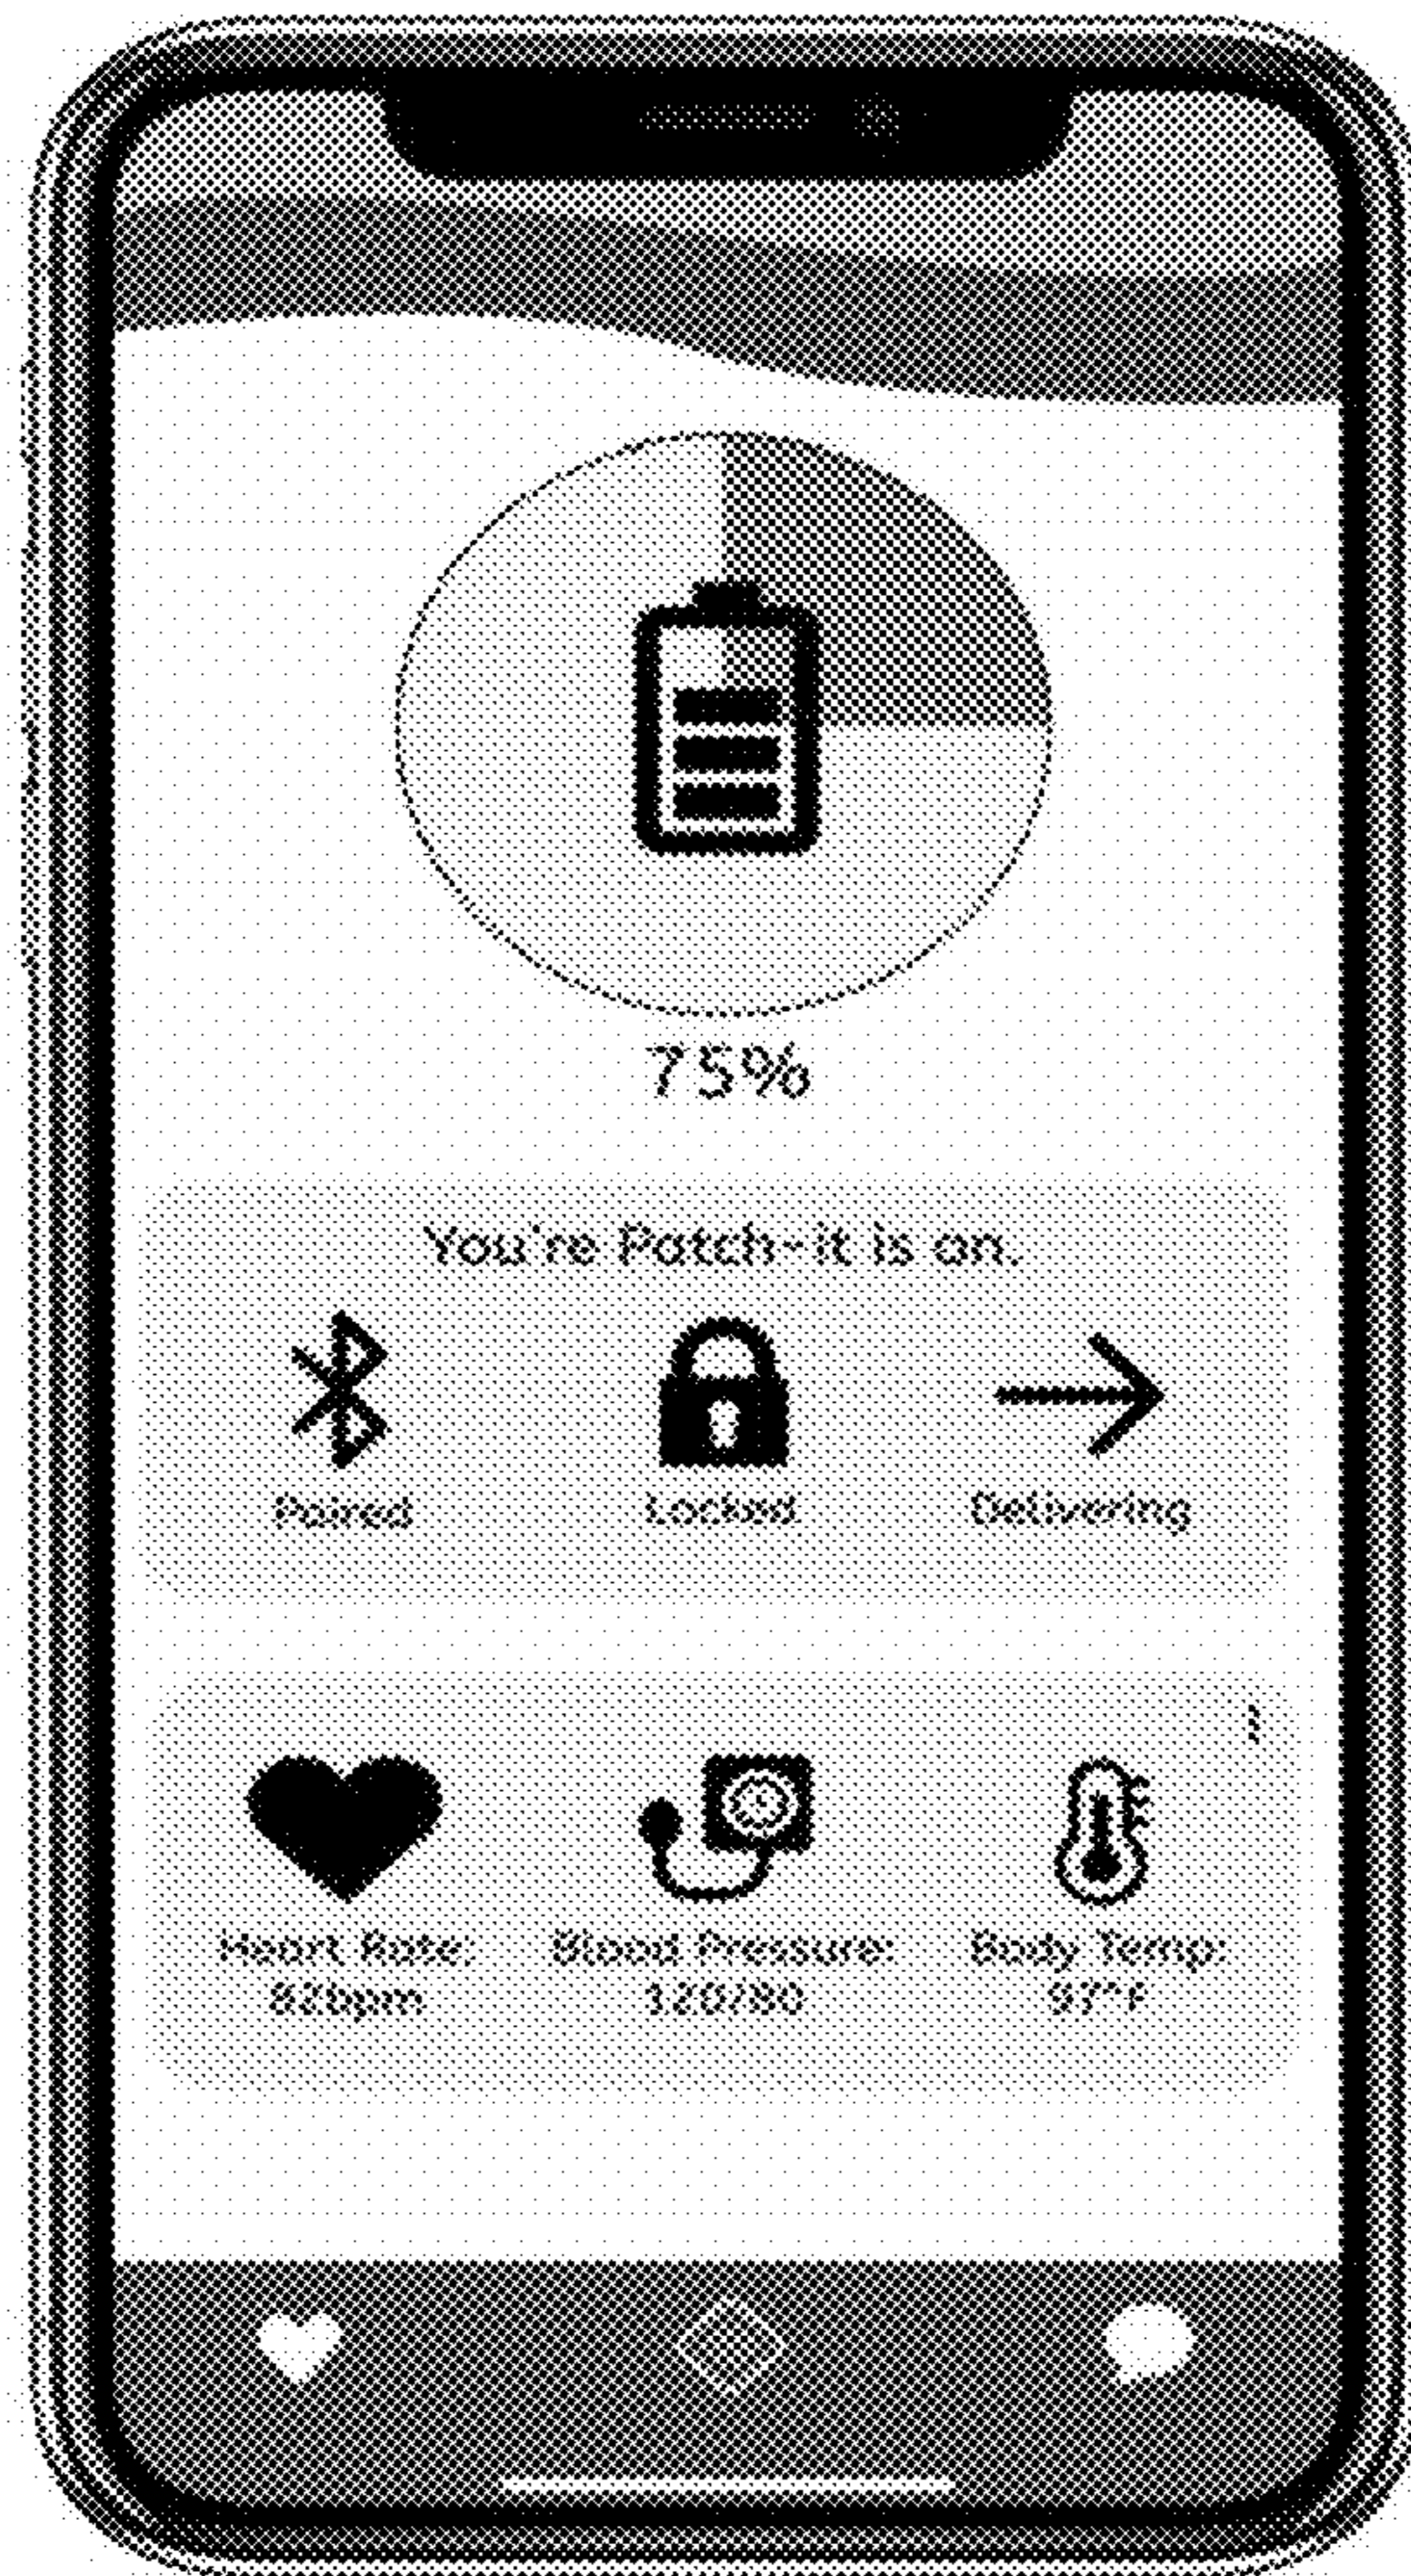 75%
You're Patch-it is on.
Paired
Locked
Delivering
Heart Rate:
82bpm
Blood Pressure:
120/80
Body Temp:
97°F